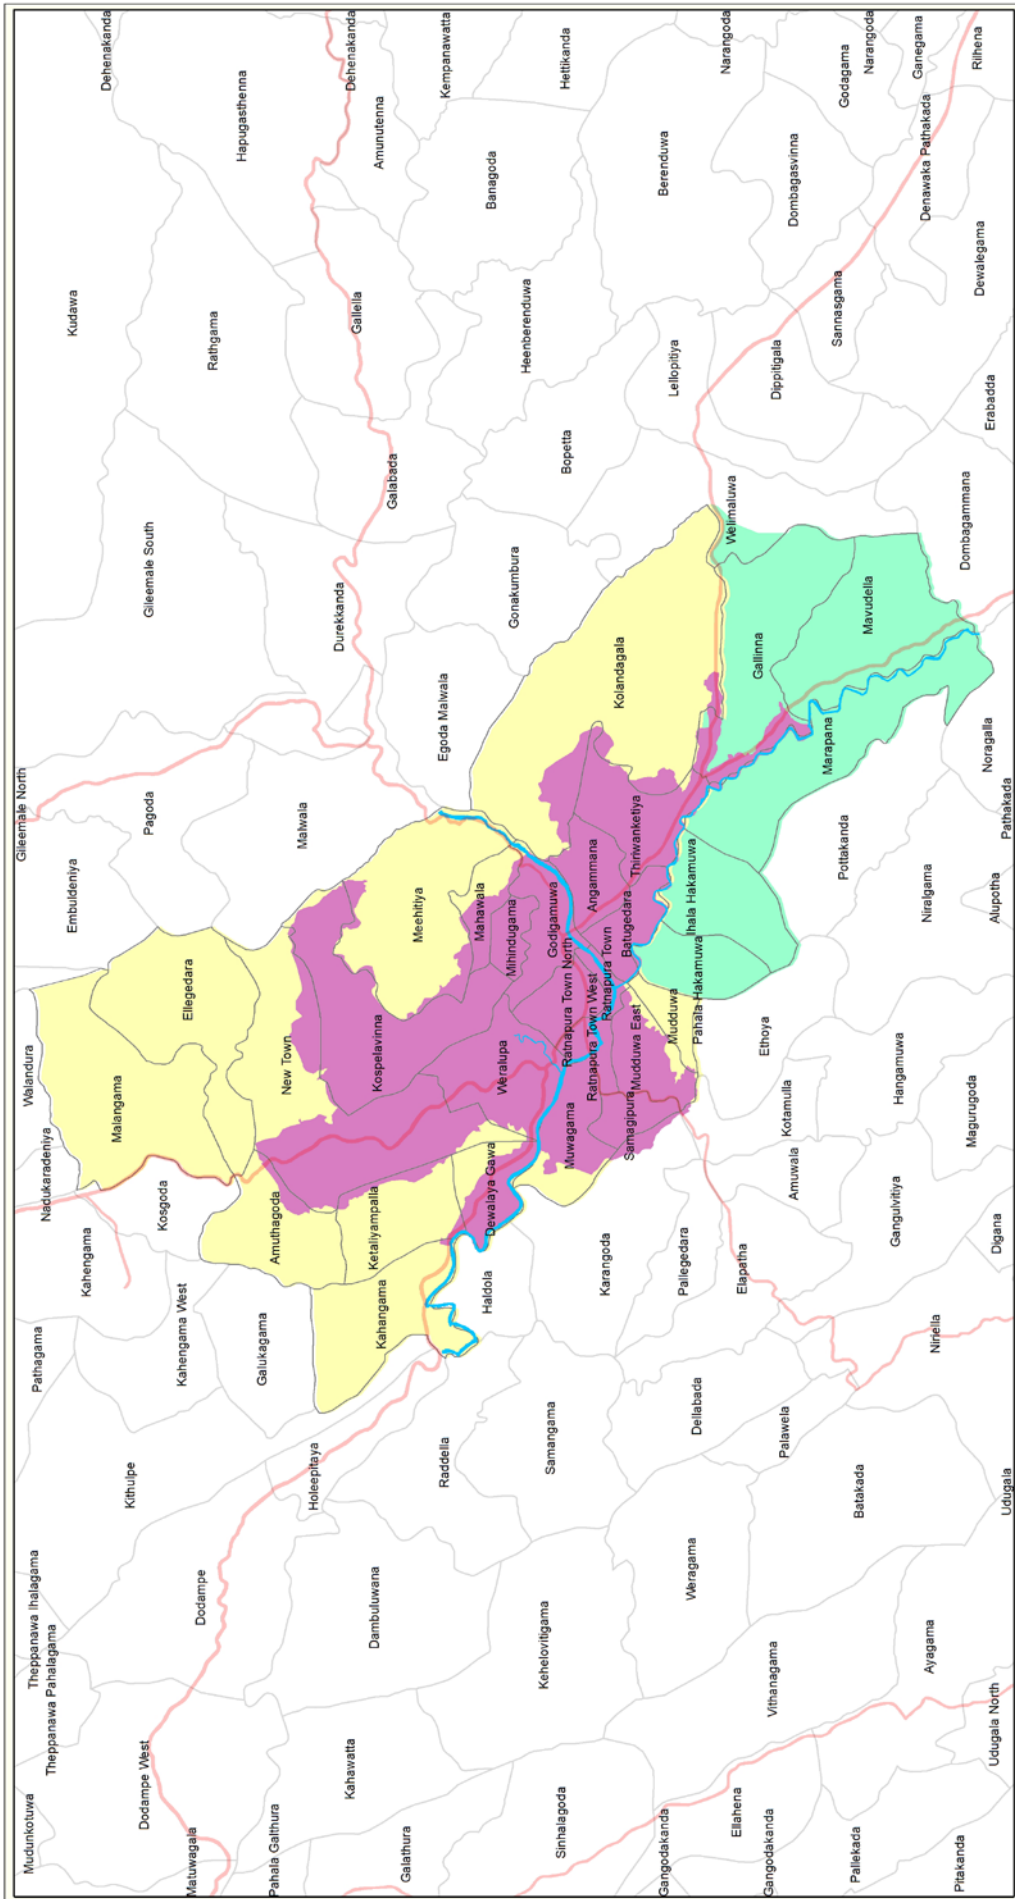 Dehenakanda
Hapugasthenna
Dehenakanda
Amunutenna
Kempanawatta
Hettikanda
Banagoda
Narangoda
Godagama
Narangoda
Ganegama
Rilhena
Berenduwa
Dombagasvinna
Denawaka Pathakada
Dewalegama
Kudawa
Rathgama
Gallella
Heenberenduwa
Lellopitiya
Dippitigala
Sannasgama
Erabadda
Galabada
Bopetta
Gileemale South
Durekkanda
Gonakumbura
Welimaluwa
Dombagammana
Egoda Malwala
Kolandagala
Gallinna
Mavudella
Marapana
Noragalla
Pathakada
Gileemale North
Pagoda
Malwala
Embuldeniya
Meehitiya
Mahawala
Mihindugama
Godigamuwa
Angammana
Thiriwanketiya
Batugedara
Ihala Hakamuwa
Pottakanda
Niralgama
Alupotha
Ellegedara
New Town
Kospelavinna
Weralupa
Ratnapura Town North
Ratnapura Town West
Ratnapura Town
Mudduwa East
Mudduwa
Pahala Hakamuwa
Ethoya
Hangamuwa
Magurugoda
Walandura
Malangama
Nadukaradeniya
Kosgoda
Kahengama
Amuthagoda
Ketaliyampalla
Dewalaya Gawa
Muwagama
Samagipura
Kotamulla
Amuwala
Gangulvitiya
Digana
Kahangama
Haldola
Karangoda
Pallegedara
Elapatha
Niriella
Pathagama
Kahengama West
Galukagama
Kithulpe
Holeepitaya
Raddella
Samangama
Dellabada
Palawela
Batakada
Udugala
Theppanawa Ihalagama
Theppanawa Pahalagama
Dodampe
Dambuluwana
Kehelovitigama
Weragama
Vithanagama
Ayagama
Udugala North
Mudunkotuwa
Dodampe West
Matuwagala
Pahala Galthura
Kahawatta
Galathura
Sinhalagoda
Gangodakanda
Ellahena
Gangodakanda
Pallekada
Pitakanda